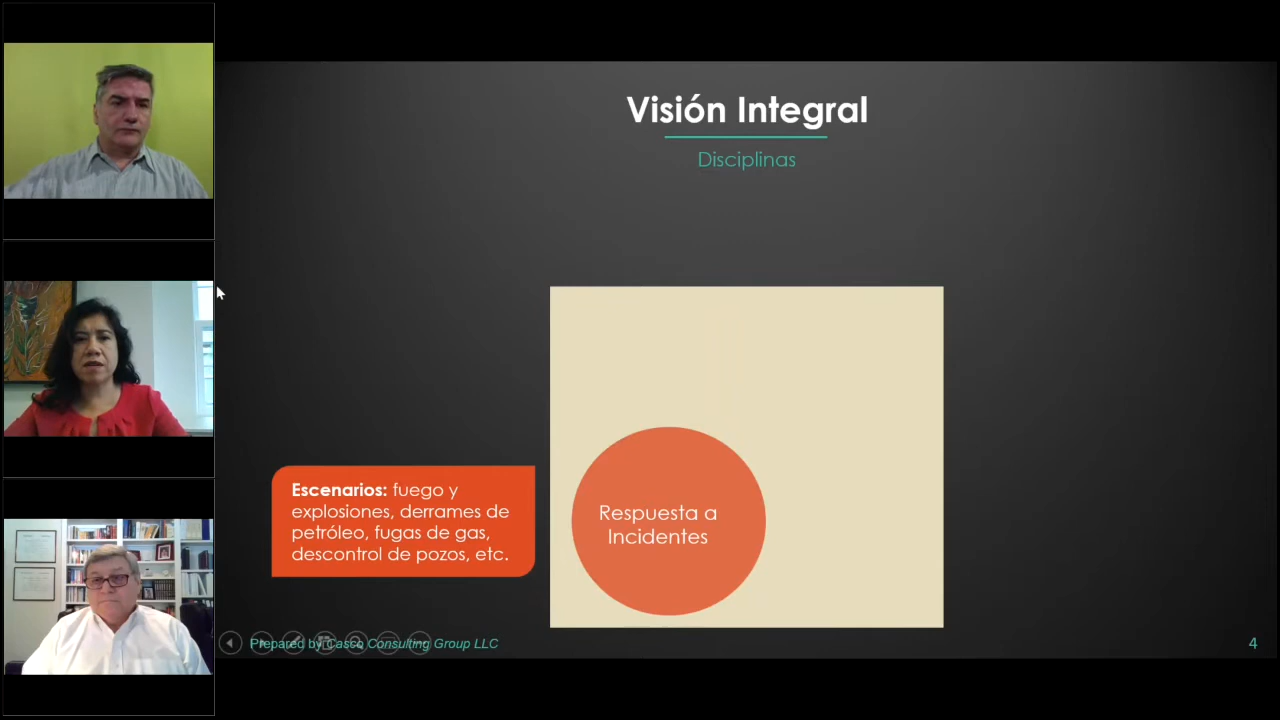 Visión Integral
Disciplinas
Escenarios: fuego y
explosiones, derrames de
petróleo, fugas de gas,
descontrol de pozos, etc.
Respuesta a
Incidentes
Prepared by Casco Consulting Group LLC
4